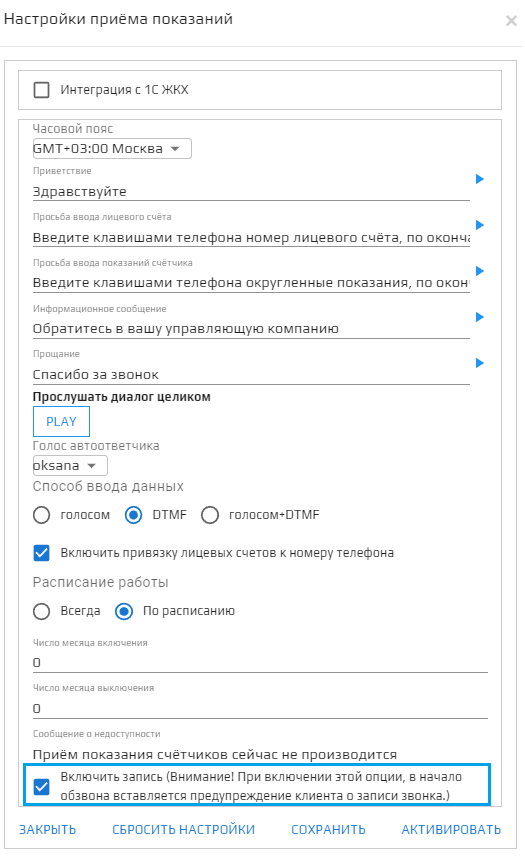 Настройки приёма показаний
Интеграция с 1С ЖКХ
Часовой пояс
GMT+03:00 Москва
Приветствие
Здравствуйте
Просьба ввода лицевого счёта
Введите клавишами телефона номер лицевого счёта, по оконча
Просьба ввода показаний счётчика
Введите клавишами телефона округленные показания, по окон
Информационное сообщение
Обратитесь в вашу управляющую компанию
Прощание
Спасибо за звонок
Прослушать диалог целиком
PLAY
Голос автоответчика
oksana
Способ ввода данных
голосом DTMF голосом+DTMF
Включить привязку лицевых счетов к номеру телефона
Расписание работы
Всегда По расписанию
Число месяца включения
0
Число месяца выключения
0
Сообщение о недоступности
Приём показания счётчиков сейчас не производится
Включить запись (Внимание! При включении этой опции, в начало
обзвона вставляется предупреждение клиента о записи звонка.)
ЗАКРЫТЬ СБРОСИТЬ НАСТРОЙКИ СОХРАНИТЬ АКТИВИРОВАТЬ